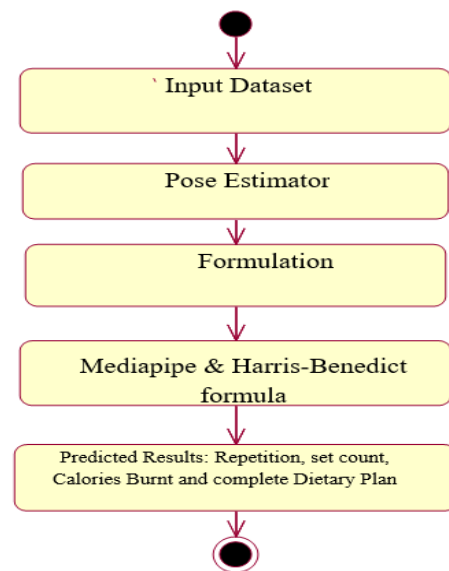 ` Input Dataset
Pose Estimator
Formulation
Mediapipe & Harris-Benedict
formula
Predicted Results: Repetition, set count,
Calories Burnt and complete Dietary Plan